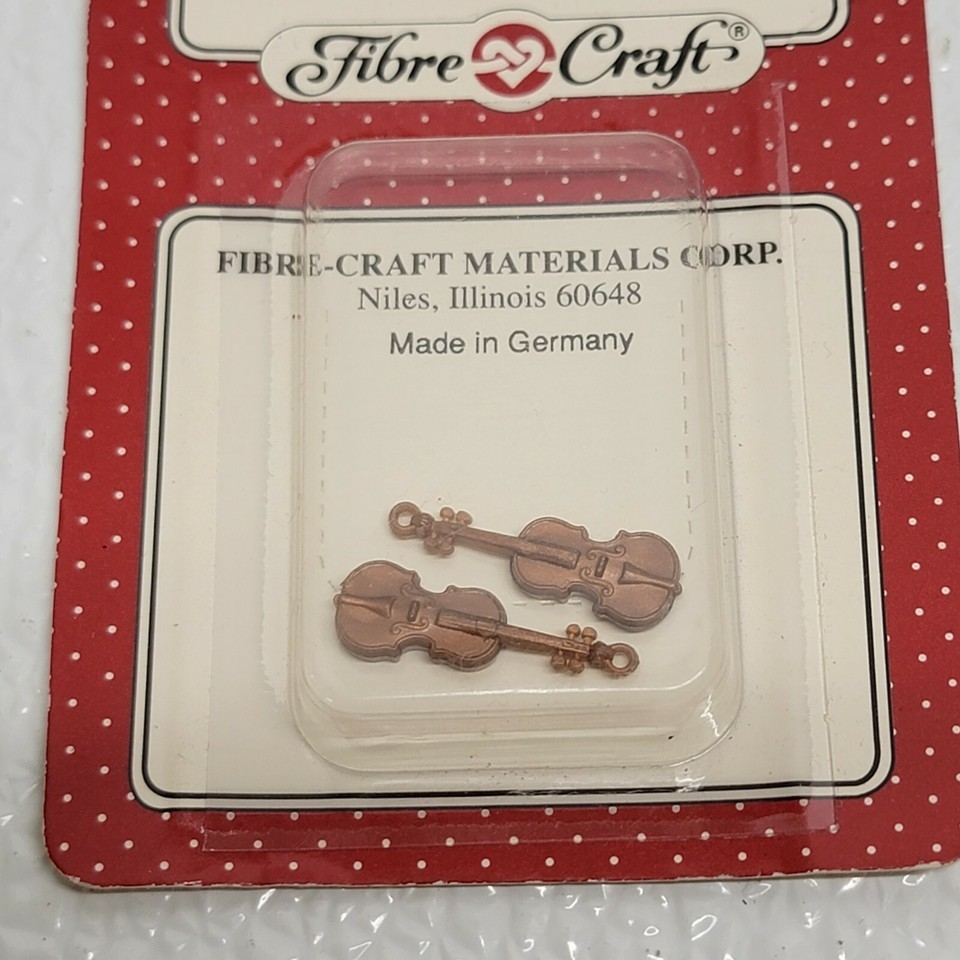 Fibre Craft®
FIBRE-CRAFT MATERIALS CORP.
Niles, Illinois 60648
Made in Germany